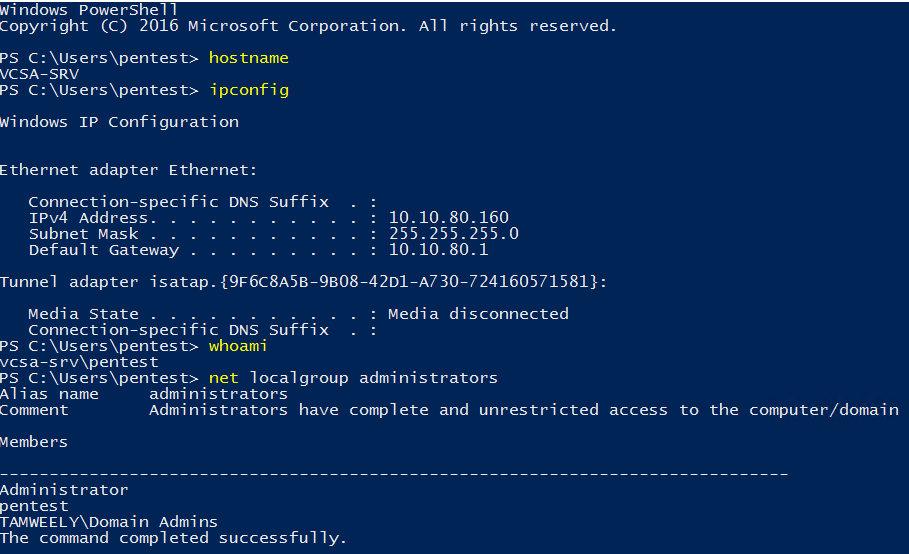 Windows PowerShell
Copyright (C) 2016 Microsoft Corporation. All rights reserved.
PS C:\Users\pentest> hostname
VCSA-SRV
PS C:\Users\pentest> ipconfig
Windows IP Configuration
Ethernet adapter Ethernet:
Connection-specific DNS Suffix . :
IPv4 Address. . . . . . . . . . . : 10.10.80.160
Subnet Mask . . . . . . . . . . . : 255.255.255.0
Default Gateway . . . . . . . . . : 10.10.80.1
Tunnel adapter isatap.{9F6C8A5B-9B08-42D1-A730-724160571581}:
Media State . . . . . . . . . . . : Media disconnected
Connection-specific DNS Suffix . :
PS C:\Users\pentest> whoami
vcsa-srv\pentest
PS C:\Users\pentest> net localgroup administrators
Alias name administrators
Comment Administrators have complete and unrestricted access to the computer/domain
Members
-------------------------------------------------------------------------------
Administrator
pentest
TAMWEELY\Domain Admins
The command completed successfully.